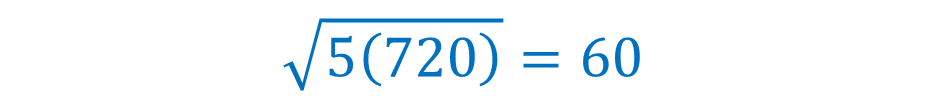 √5(720) = 60